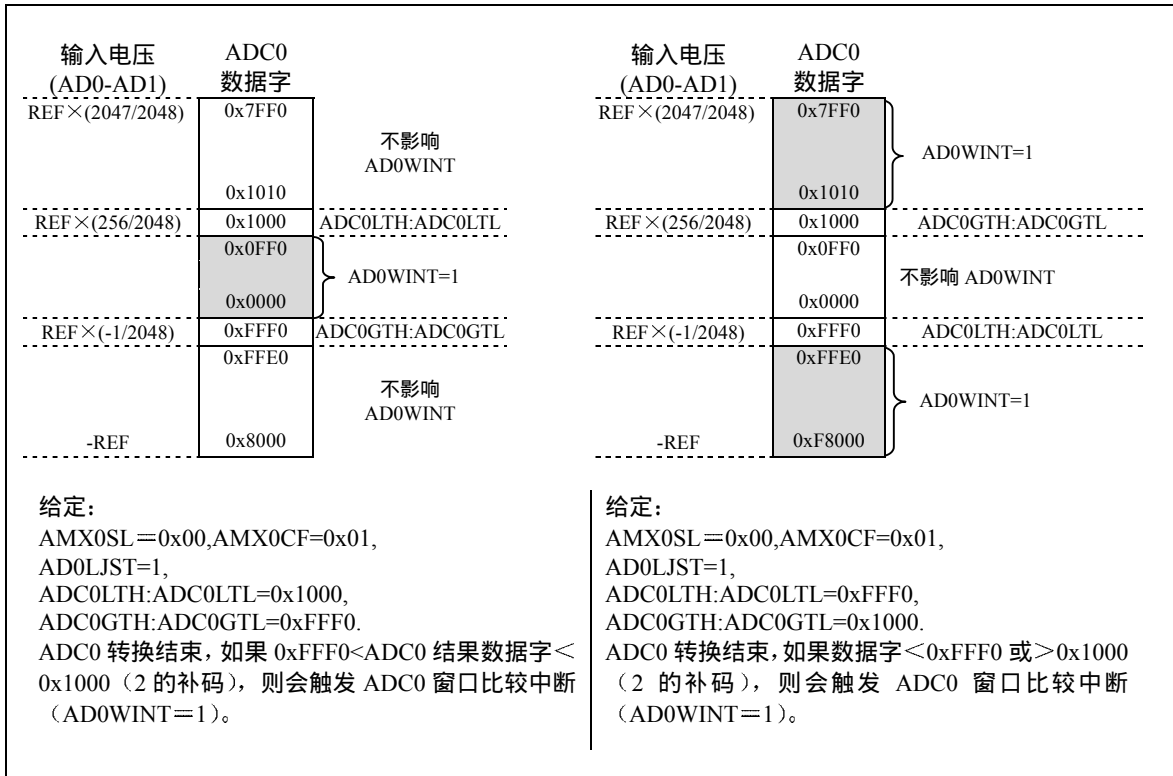 输入电压
(AD0-AD1)
ADC0
数据字
REF×(2047/2048)
0x7FF0
不影响
AD0WINT
0x1010
REF×(256/2048)
0x1000
ADC0LTH:ADC0LTL
0x0FF0
AD0WINT=1
0x0000
REF×(-1/2048)
0xFFF0
ADC0GTH:ADC0GTL
0xFFE0
不影响
AD0WINT
-REF
0x8000
给定:
AMX0SL=0x00,AMX0CF=0x01,
AD0LJST=1,
ADC0LTH:ADC0LTL=0x1000,
ADC0GTH:ADC0GTL=0xFFF0.
ADC0 转换结束,如果 0xFFF0<ADC0 结果数据字<
0x1000(2 的补码),则会触发 ADC0 窗口比较中断
(AD0WINT=1)。
输入电压
(AD0-AD1)
ADC0
数据字
REF×(2047/2048)
0x7FF0
AD0WINT=1
0x1010
REF×(256/2048)
0x1000
ADC0GTH:ADC0GTL
0x0FF0
不影响 AD0WINT
0x0000
REF×(-1/2048)
0xFFF0
ADC0LTH:ADC0LTL
0xFFE0
AD0WINT=1
-REF
0xF8000
给定:
AMX0SL=0x00,AMX0CF=0x01,
AD0LJST=1,
ADC0LTH:ADC0LTL=0xFFF0,
ADC0GTH:ADC0GTL=0x1000.
ADC0 转换结束,如果数据字<0xFFF0 或>0x1000
(2 的补码),则会触发 ADC0 窗口比较中断
(AD0WINT=1)。